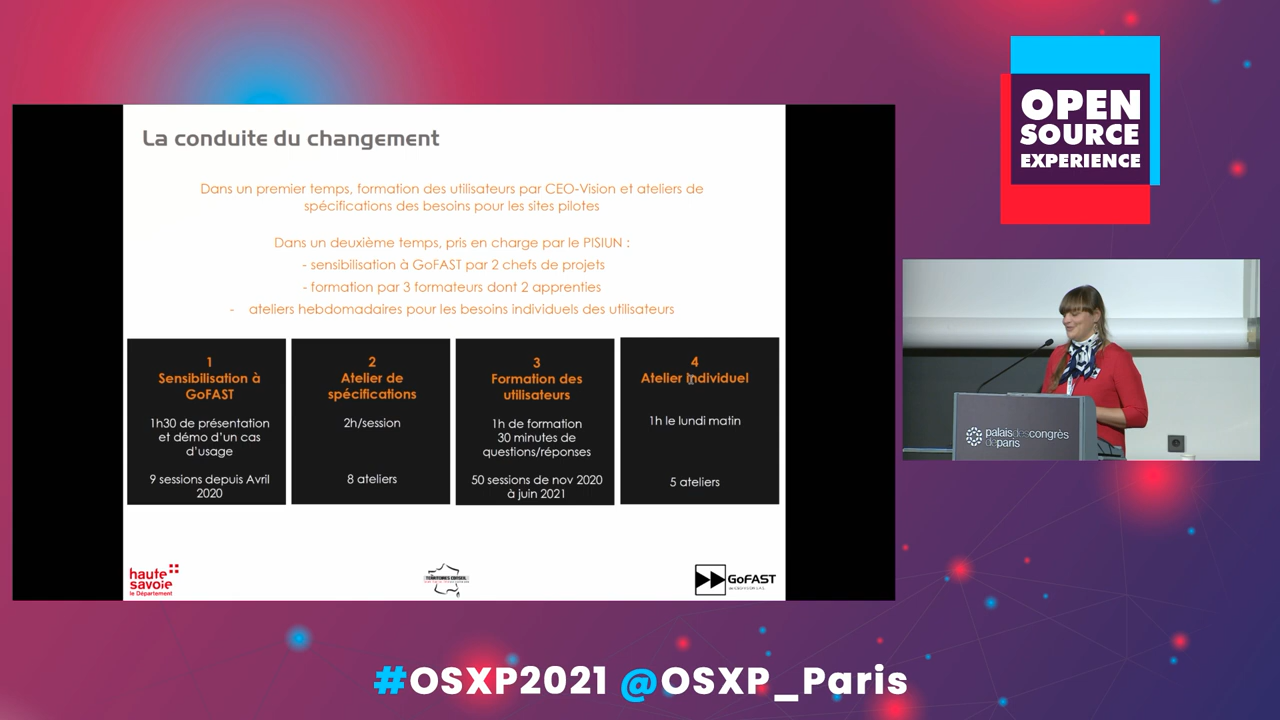 La conduite du changement
Dans un premier temps, formation des utilisateurs par CEO-Vision et ateliers de
spécifications des besoins pour les sites pilotes
Dans un deuxième temps, pris en charge par le PISIUN :
- sensibilisation à GoFAST par 2 chefs de projets
- formation par 3 formateurs dont 2 apprenties
- ateliers hebdomadaires pour les besoins individuels des utilisateurs
1
Sensibilisation à
GoFAST
1h30 de présentation
et démo d'un cas
d'usage
9 sessions depuis Avril
2020
2
Atelier de
spécifications
2h/session
8 ateliers
3
Formation des
utilisateurs
1h de formation
30 minutes de
questions/réponses
50 sessions de nov 2020
à juin 2021
4
Atelier Individuel
1h le lundi matin
5 ateliers
haute
savoie
le Département
TERRITOIRES CONSEIL
GoFAST
OPEN
SOURCE
EXPERIENCE
palaisdescongrès
deparis
#OSXP2021 @OSXP_Paris